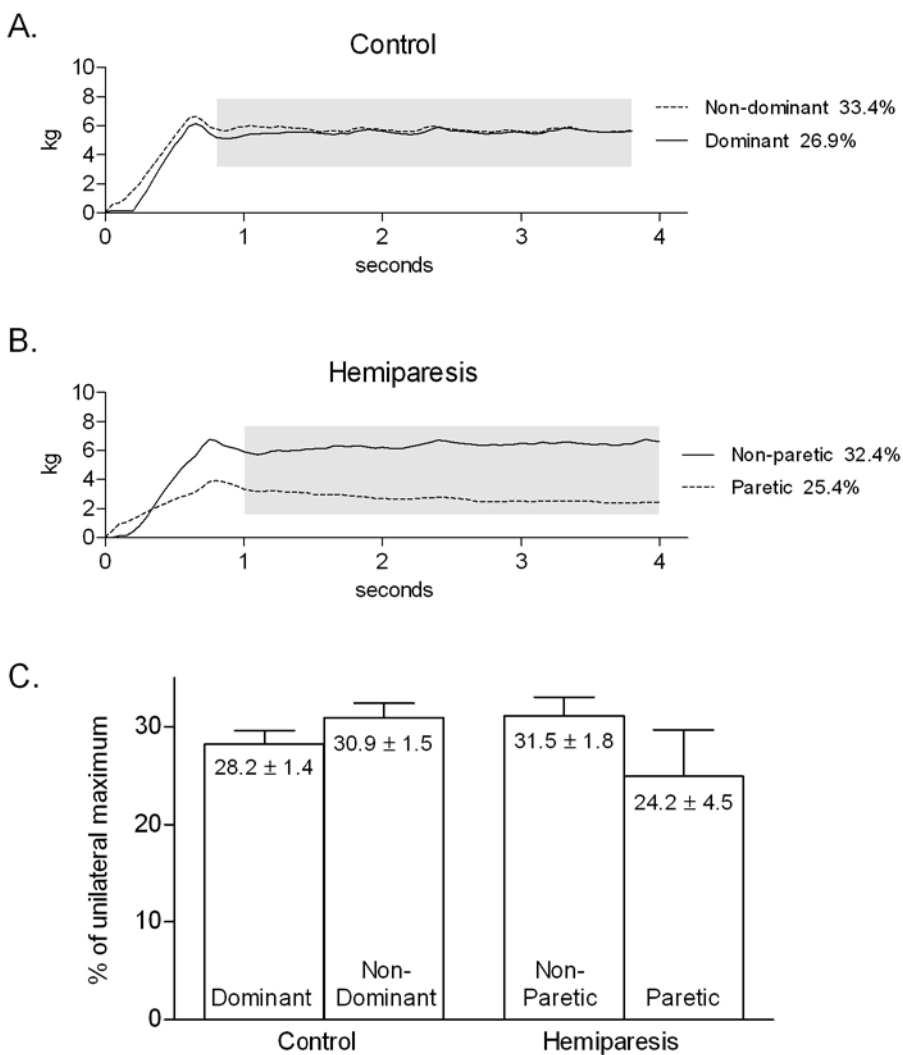 A.
Control
10
8
6
4
2
0
kg
0 1 2 3 4
seconds
Non-dominant 33.4%
Dominant 26.9%
B.
Hemiparesis
10
8
6
4
2
0
kg
0 1 2 3 4
seconds
Non-paretic 32.4%
Paretic 25.4%
C.
% of unilateral maximum
30
20
10
0
28.2 ± 1.4
30.9 ± 1.5
31.5 ± 1.8
24.2 ± 4.5
Dominant
Non-
Dominant
Non-
Paretic
Paretic
Control
Hemiparesis